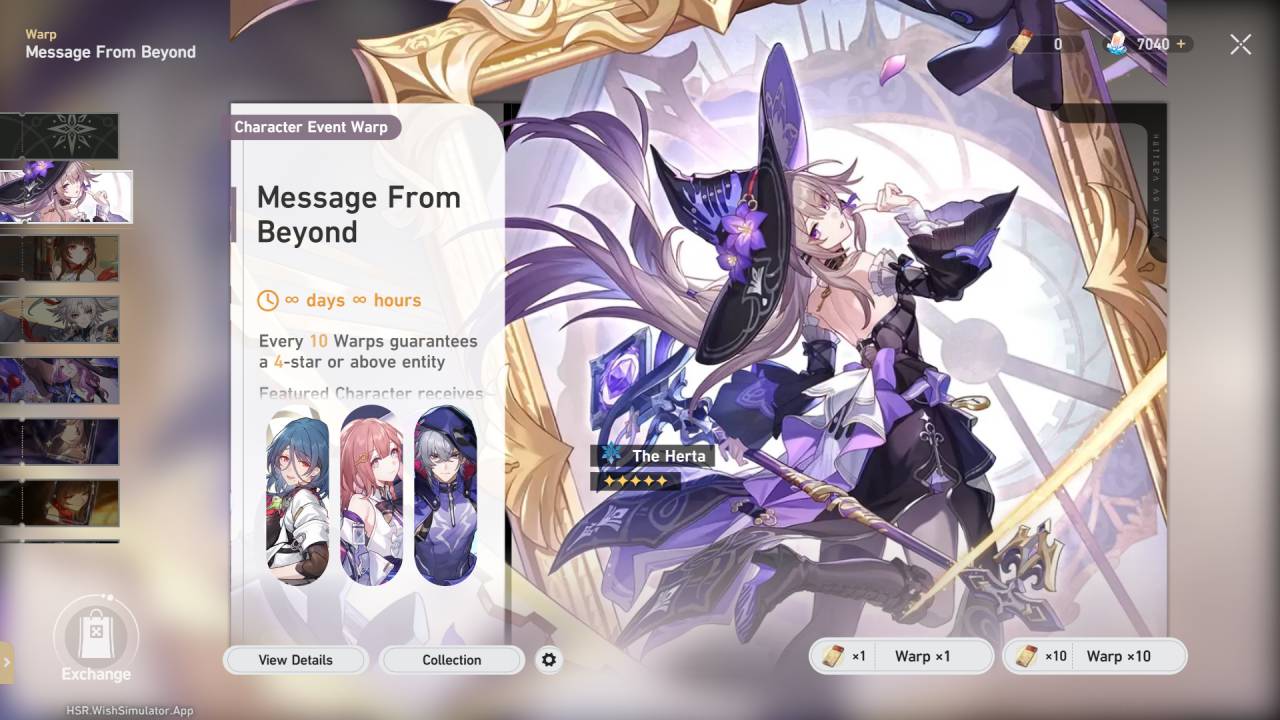 Warp
Message From Beyond
0
7040 +
Character Event Warp
Message From
Beyond
∞ days ∞ hours
Every 10 Warps guarantees
a 4-star or above entity
Featured Character receives
The Herta
Exchange
View Details
Collection
×1
Warp ×1
×10
Warp ×10
HSR.WishSimulator.App